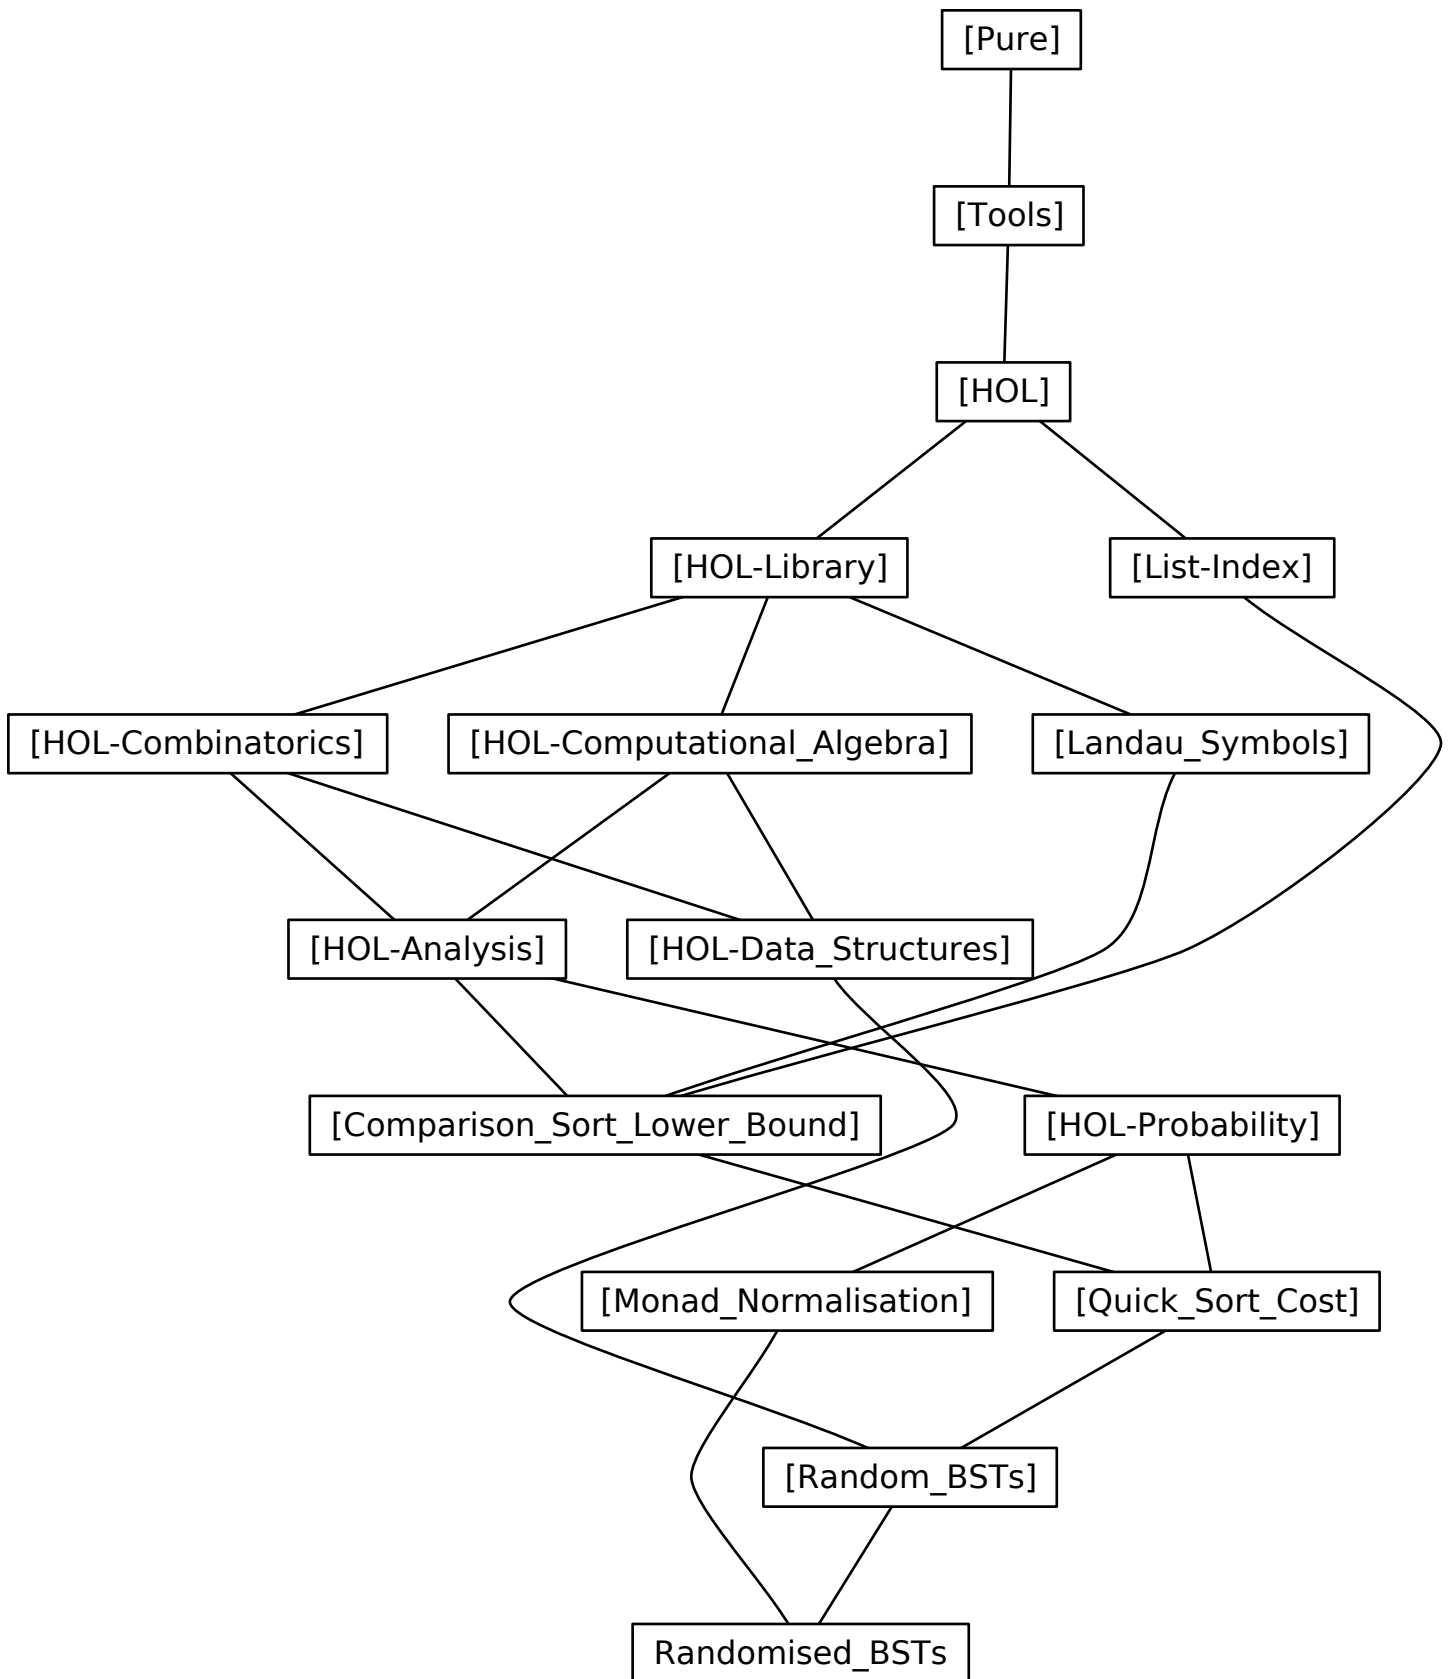 [Pure]
[Tools]
[HOL]
[HOL-Library]
[List-Index]
[HOL-Combinatorics]
[HOL-Computational_Algebra]
[Landau_Symbols]
[HOL-Analysis]
[HOL-Data_Structures]
[Comparison_Sort_Lower_Bound]
[HOL-Probability]
[Monad_Normalisation]
[Quick_Sort_Cost]
[Random_BSTs]
Randomised_BSTs